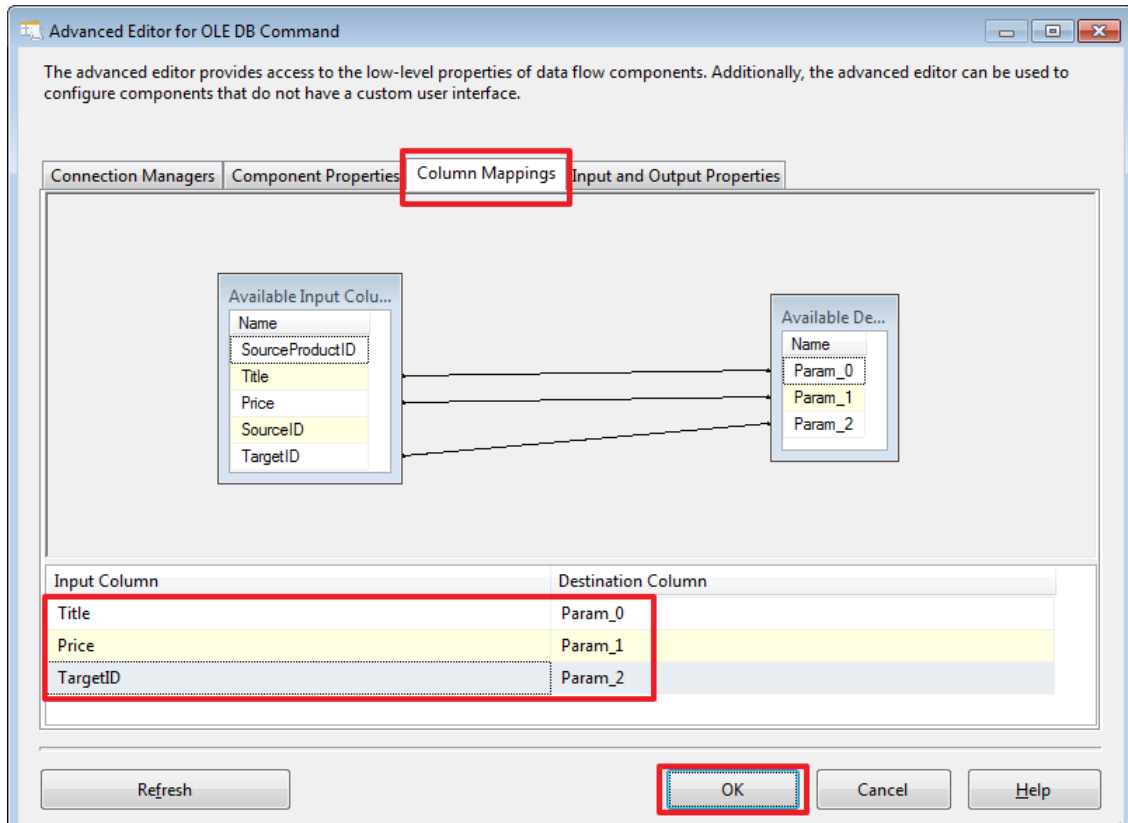 Advanced Editor for OLE DB Command
The advanced editor provides access to the low-level properties of data flow components. Additionally, the advanced editor can be used to
configure components that do not have a custom user interface.
Connection Managers Component Properties Column Mappings Input and Output Properties
Available Input Colu...
Name
SourceProductID
Title
Price
SourceID
TargetID
Available De...
Name
Param_0
Param_1
Param_2
Input Column Destination Column
Title Param_0
Price Param_1
TargetID Param_2
Refresh OK Cancel Help